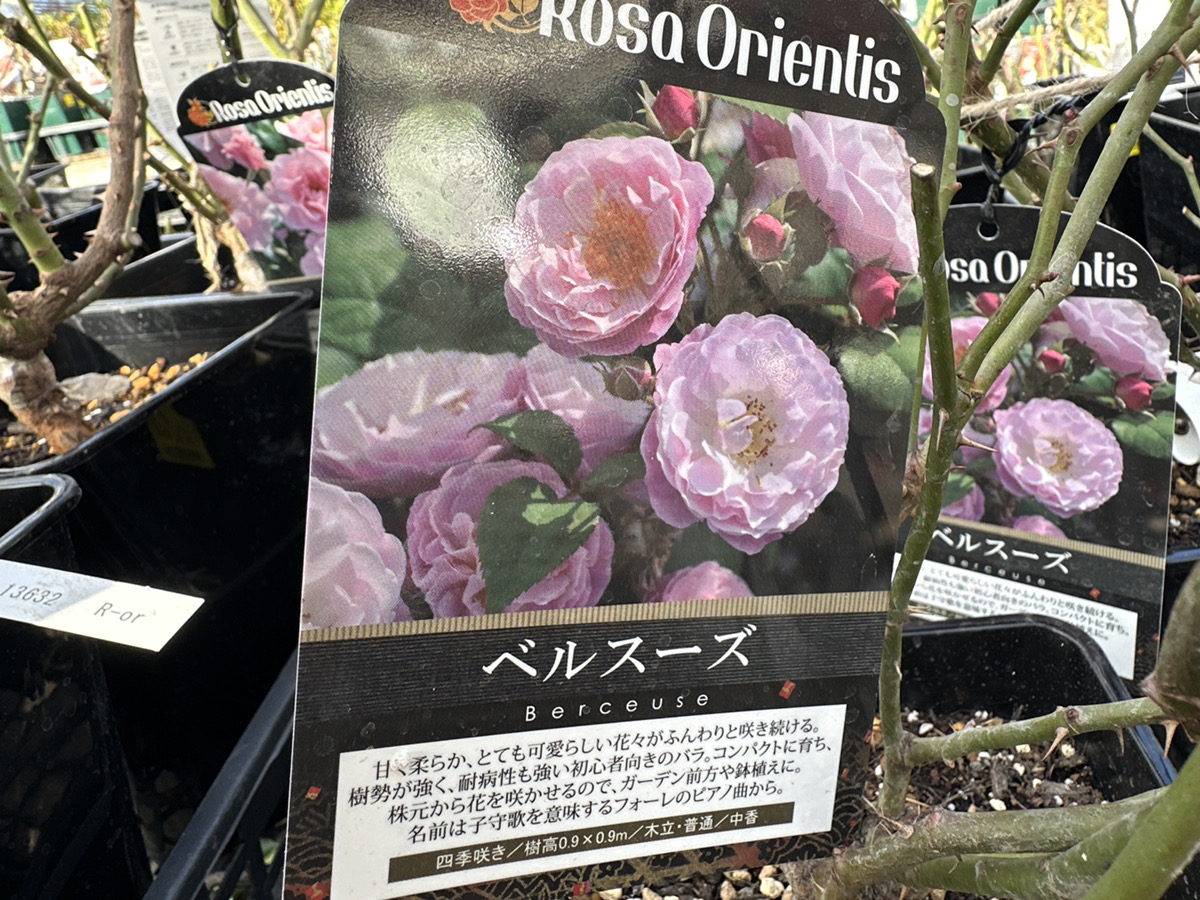 Rosa Orientis
Rosa Orientis
osa Orientis
ベルスーズ
Berceuse
甘く柔らか、とても可愛らしい花々がふんわりと咲き続ける。
樹勢が強く、耐病性も強い初心者向きのバラ。コンパクトに育ち、
株元から花を咲かせるので、ガーデン前方や鉢植えに。
名前は子守歌を意味するフォーレのピアノ曲から。
四季咲き／樹高0.9×0.9m／木立・普通／中香
13632 R-or
ベルスーズ
Berceuse